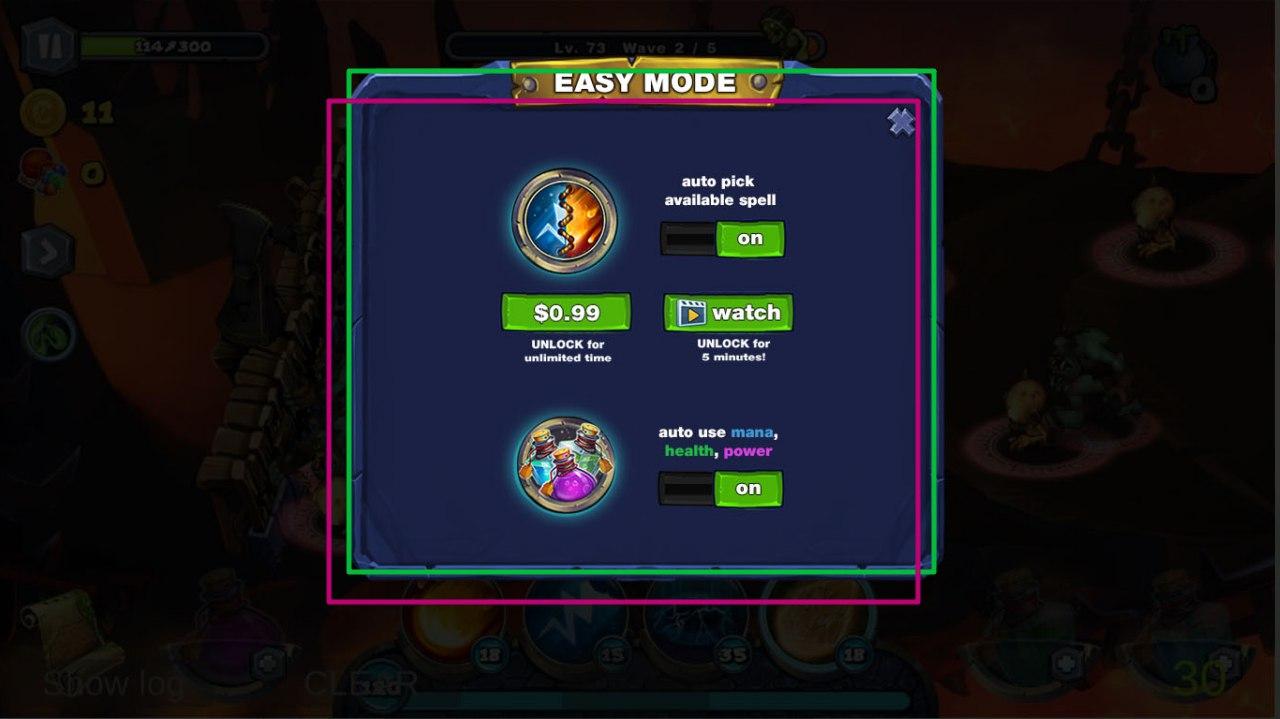 114/300
Lv. 73 Wave 2 / 5
EASY MODE
11
0
0
auto pick
available spell
on
$0.99
watch
UNLOCK for
unlimited time
UNLOCK for
5 minutes!
auto use mana,
health, power
on
18
15
35
18
Show log
CLEAR
30